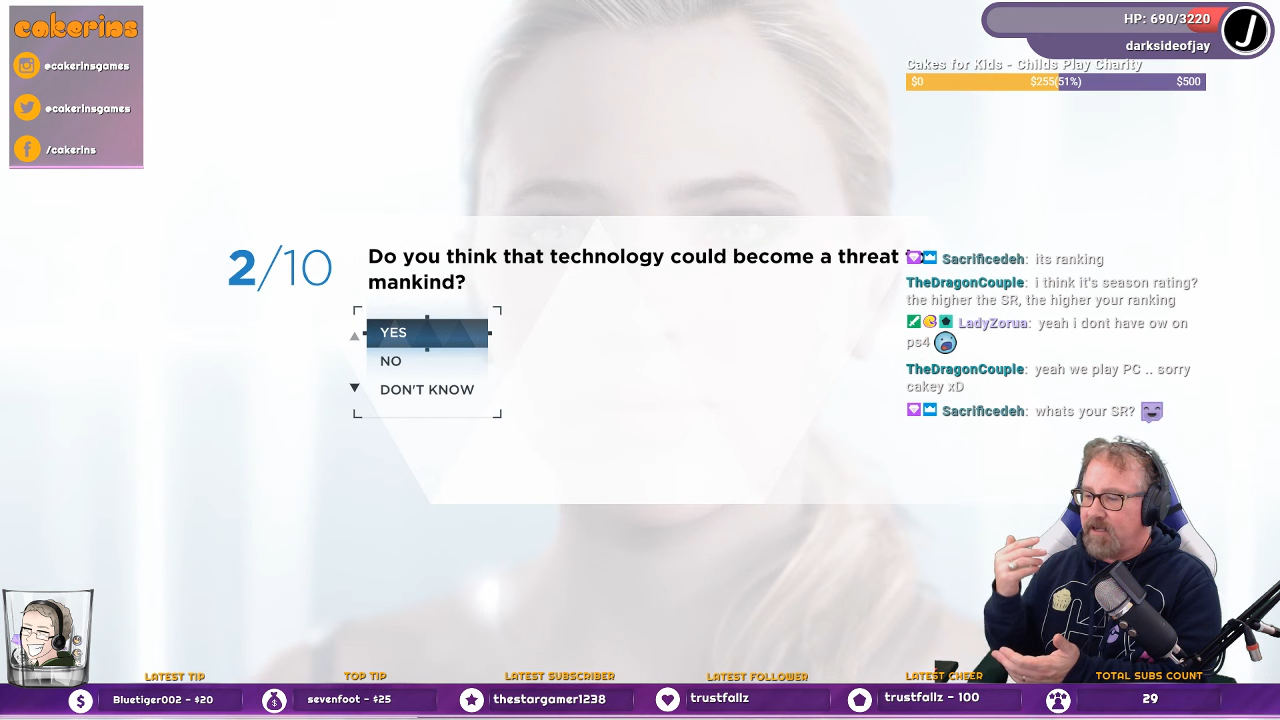 cakerins
@cakerinsgames
@cakerinsgames
/cakerins
HP: 690/3220
darksideofjay
J
Cakes for Kids - Childs Play Charity
$0 $255(51%) $500
2/10
Do you think that technology could become a threat
mankind?
YES
NO
DON'T KNOW
Sacrificedeh: its ranking
TheDragonCouple: i think it's season rating?
the higher the SR, the higher your ranking
LadyZorua: yeah i dont have ow on
ps4
TheDragonCouple: yeah we play PC .. sorry
cakey xD
Sacrificedeh: whats your SR?
LATEST TIP
Bluetiger002 - $20
TOP TIP
sevenfoot - $25
LATEST SUBSCRIBER
thestargamer1238
LATEST FOLLOWER
trustfallz
LATEST CHEER
trustfallz - 100
TOTAL SUBS COUNT
29